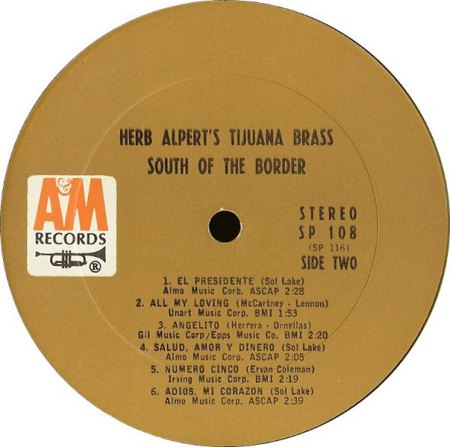 HERB ALPERT'S TIJUANA BRASS
SOUTH OF THE BORDER
A&M
RECORDS
®
STEREO
SP 108
(SP 116)
SIDE TWO
1. EL PRESIDENTE (Sol Lake)
Almo Music Corp. ASCAP 2:28
2. ALL MY LOVING (McCartney - Lennon)
Unart Music Corp. BMI 1:53
3. ANGELITO (Herrera - Ornellas)
Gil Music Corp/Epps Music Co. BMI 2:20
4. SALUD, AMOR Y DINERO (Sol Lake)
Almo Music Corp. ASCAP 2:05
5. NUMERO CINCO (Ervan Coleman)
Irving Music Corp. BMI 2:19
6. ADIOS, MI CORAZON (Sol Lake)
Almo Music Corp. ASCAP 2:39